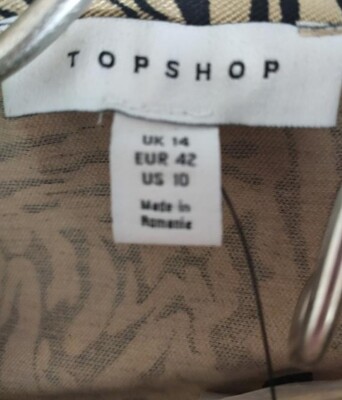 TOPSHOP
UK 14
EUR 42
US 10
Made in
Romania